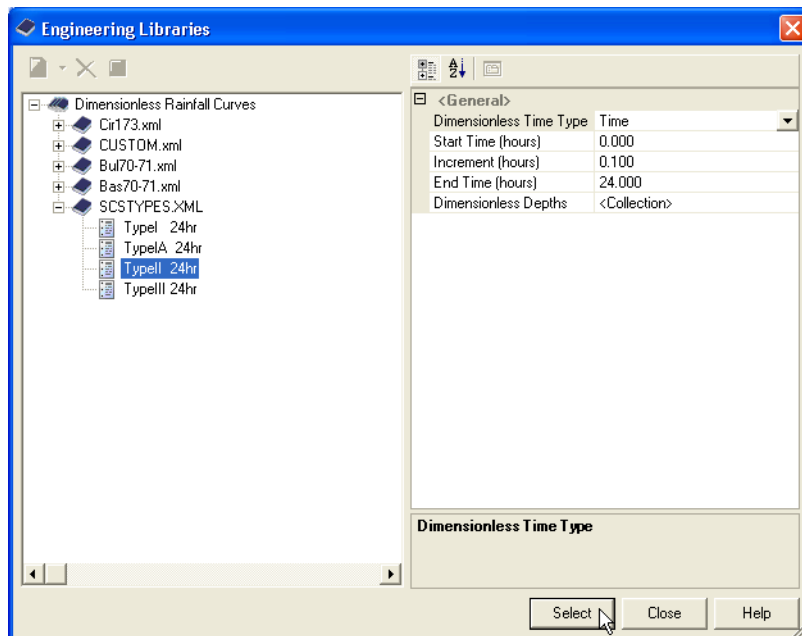 Engineering Libraries
Dimensionless Rainfall Curves
Cir173.xml
CUSTOM.xml
Bul70-71.xml
Bas70-71.xml
SCSTYPES.XML
TypeI 24hr
TypeIA 24hr
TypeII 24hr
TypeIII 24hr
<General>
Dimensionless Time Type Time
Start Time (hours) 0.000
Increment (hours) 0.100
End Time (hours) 24.000
Dimensionless Depths <Collection>
Dimensionless Time Type
Select Close Help